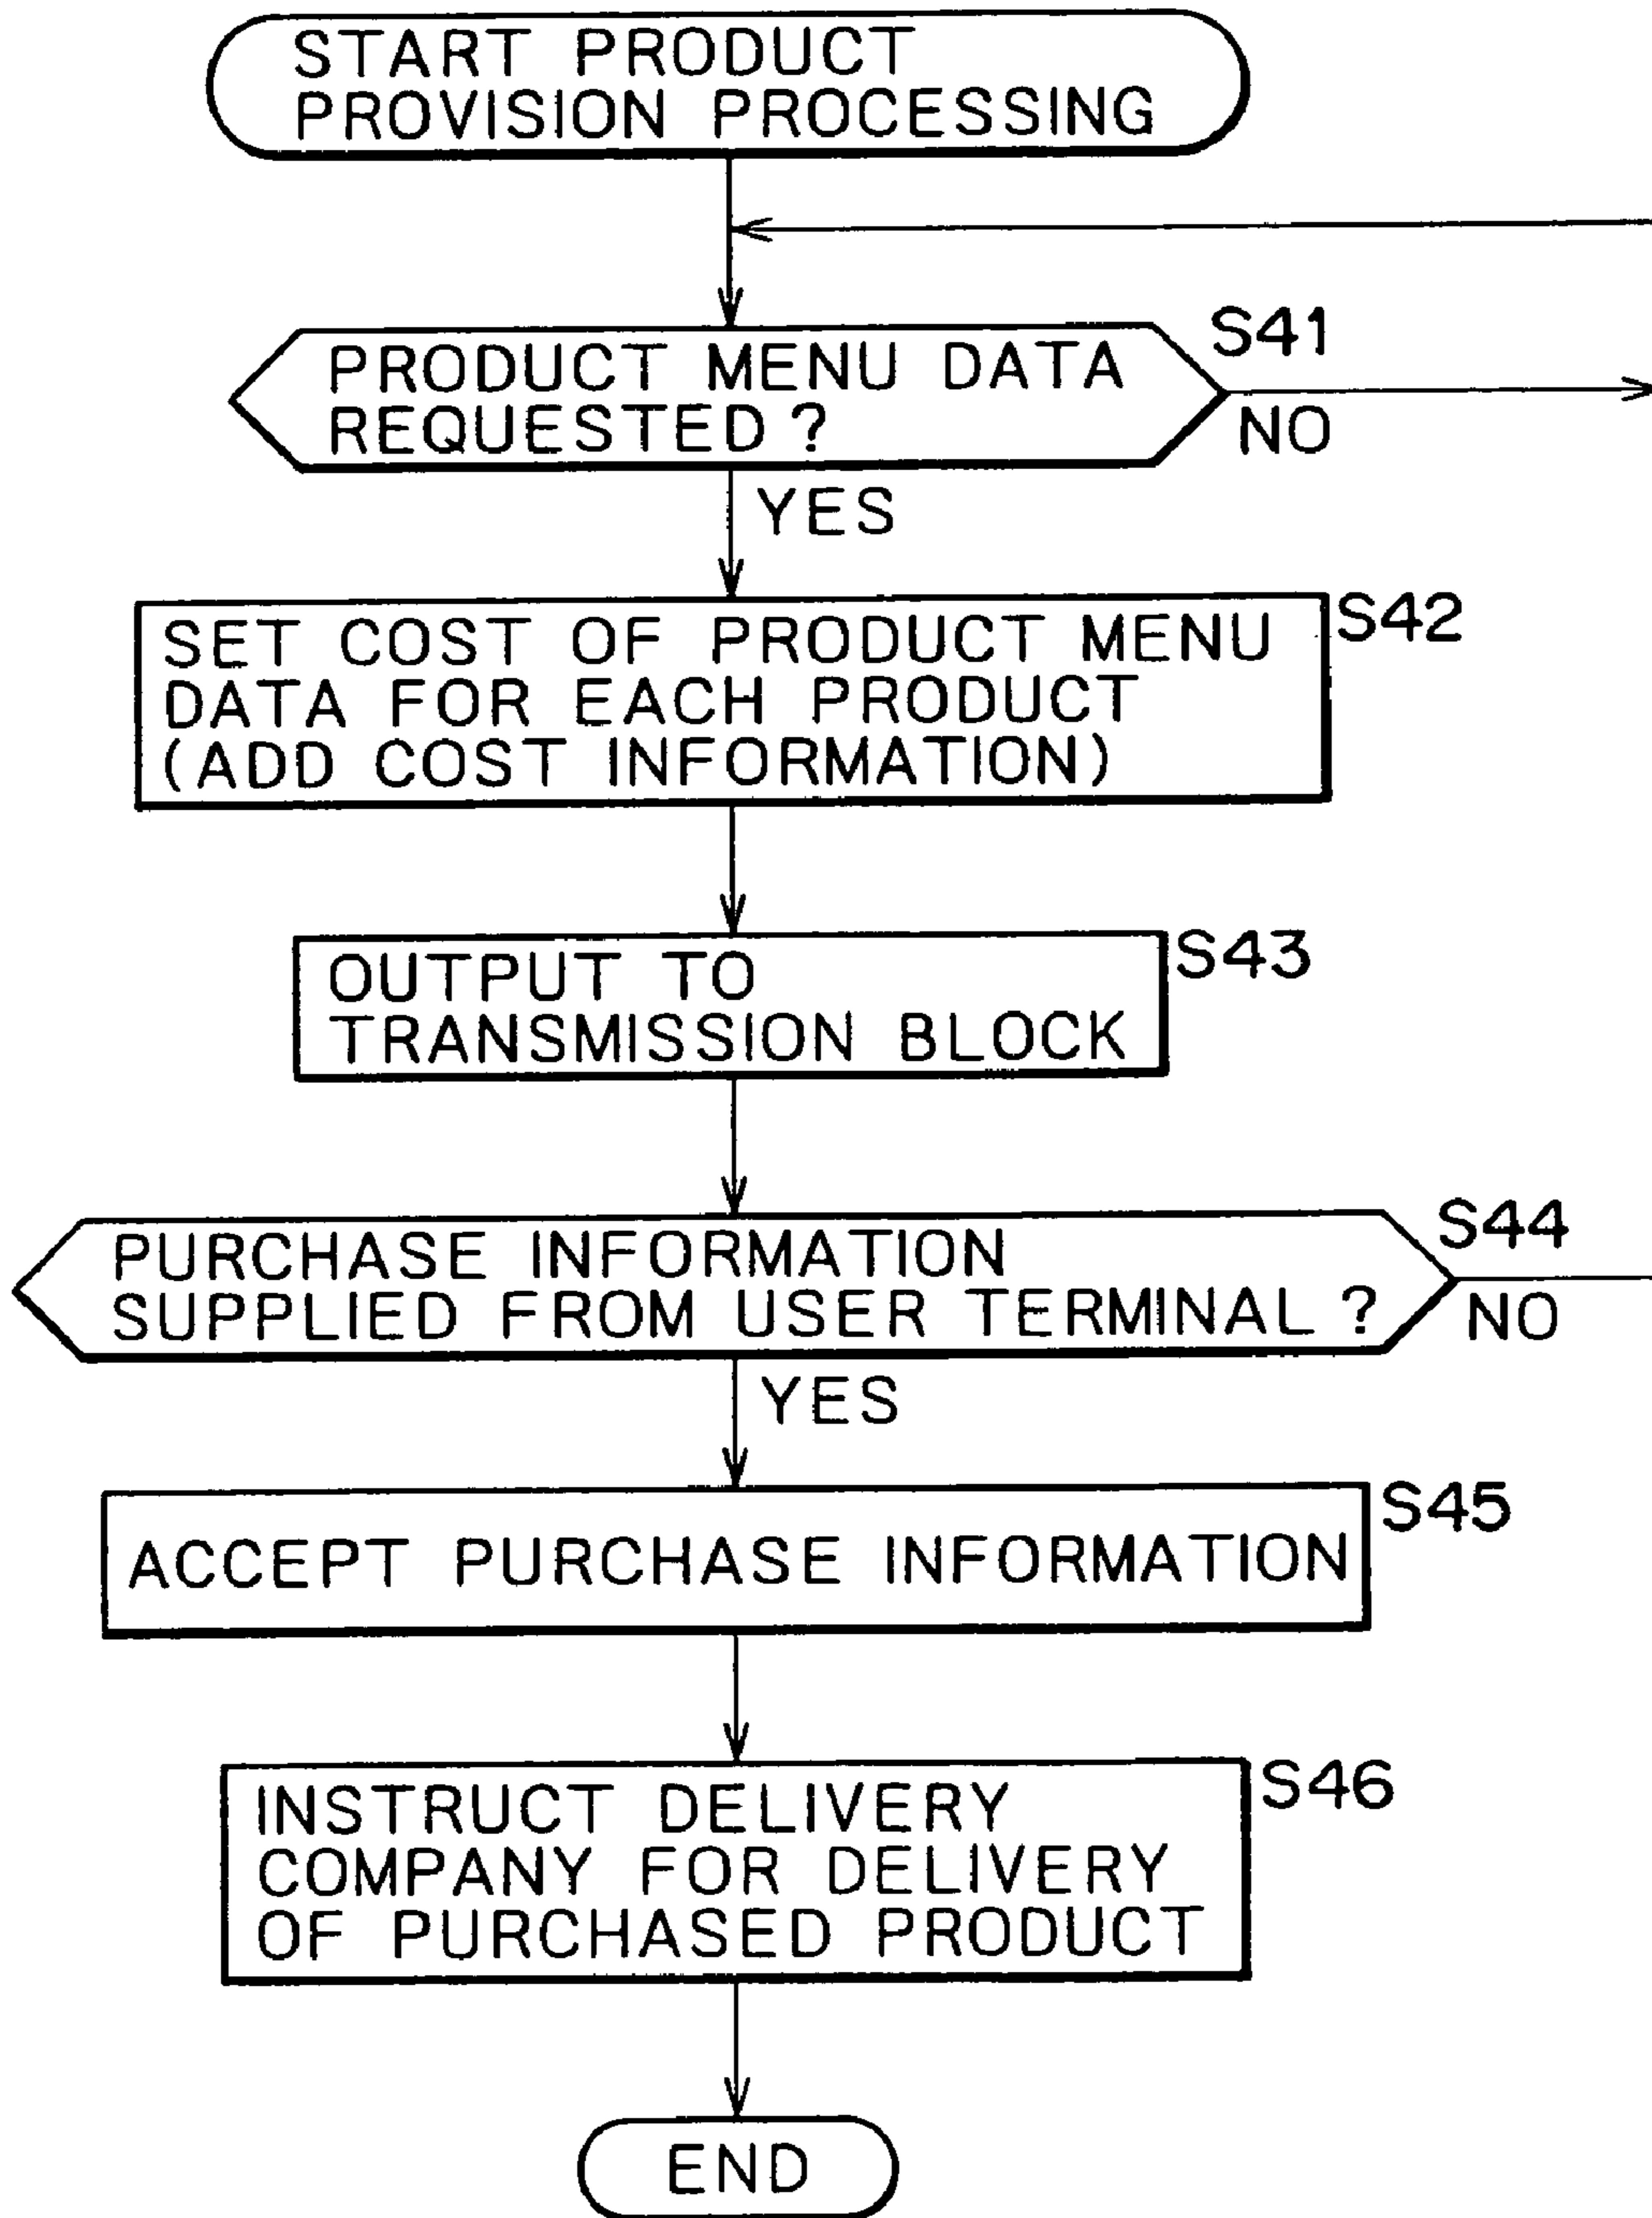 START PRODUCT
PROVISION PROCESSING
PRODUCT MENU DATA
REQUESTED ?
S41
NO
YES
SET COST OF PRODUCT MENU
DATA FOR EACH PRODUCT
(ADD COST INFORMATION)
S42
OUTPUT TO
TRANSMISSION BLOCK
S43
PURCHASE INFORMATION
SUPPLIED FROM USER TERMINAL ?
S44
NO
YES
ACCEPT PURCHASE INFORMATION
S45
INSTRUCT DELIVERY
COMPANY FOR DELIVERY
OF PURCHASED PRODUCT
S46
END